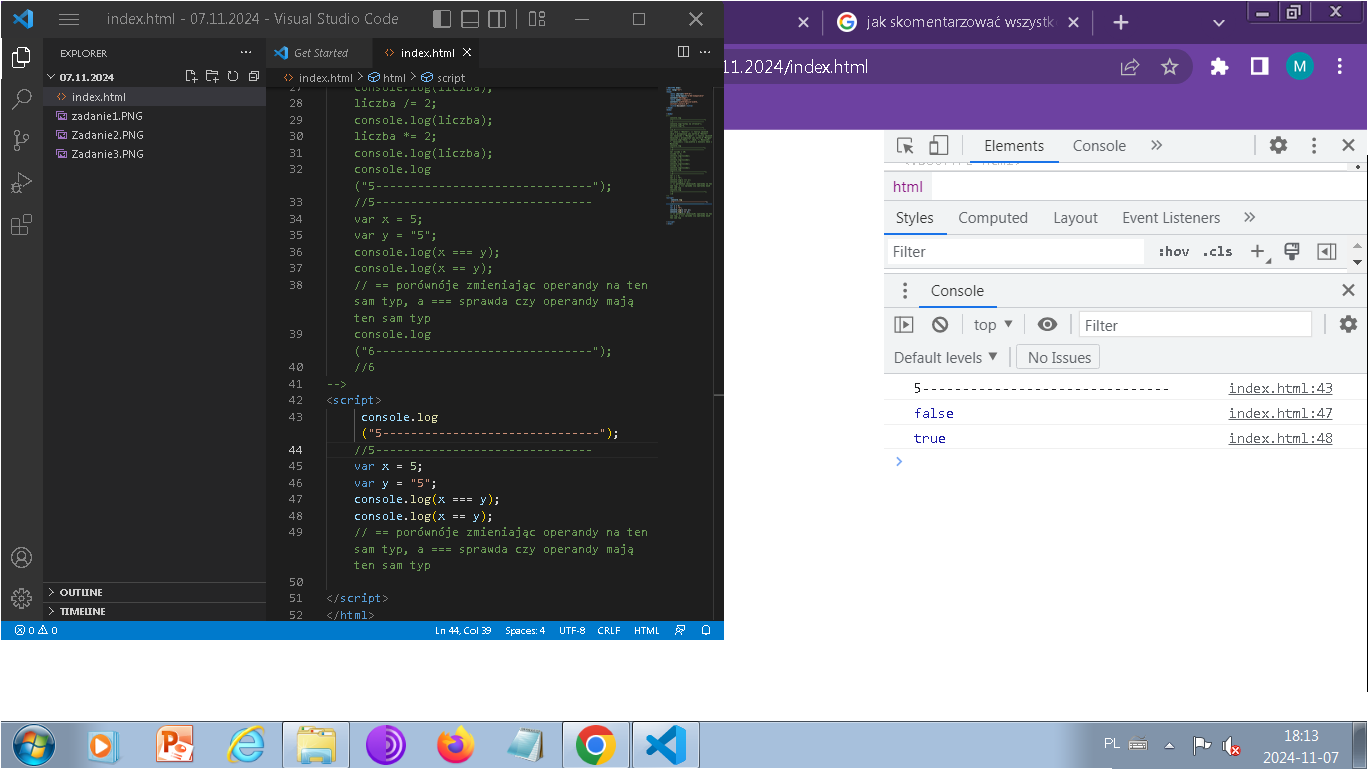 index.html - 07.11.2024 - Visual Studio Code
EXPLORER
07.11.2024
index.html
zadanie1.PNG
Zadanie2.PNG
Zadanie3.PNG
OUTLINE
TIMELINE
Get Started
index.html
index.html > html > script
27 console.log(liczba);
28 liczba /= 2;
29 console.log(liczba);
30 liczba *= 2;
31 console.log(liczba);
32 console.log
("5-------------------------------");
33 //5-------------------------------
34 var x = 5;
35 var y = "5";
36 console.log(x === y);
37 console.log(x == y);
38 // == porównóje zmieniając operandy na ten
sam typ, a === sprawda czy operandy mają
ten sam typ
39 console.log
("6-------------------------------");
40 //6
41 -->
42 <script>
43 console.log
("5-------------------------------");
44 //5-------------------------------
45 var x = 5;
46 var y = "5";
47 console.log(x === y);
48 console.log(x == y);
49 // == porównóje zmieniając operandy na ten
sam typ, a === sprawda czy operandy mają
ten sam typ
50
51 </script>
52 </html>
0 0
Ln 44, Col 39 Spaces: 4 UTF-8 CRLF HTML
jak skomentarzować wszystk
11.2024/index.html
M
Elements Console
html
Styles Computed Layout Event Listeners
Filter :hov .cls
Console
top Filter
Default levels No Issues
5------------------------------- index.html:43
false index.html:47
true index.html:48
PL
18:13
2024-11-07